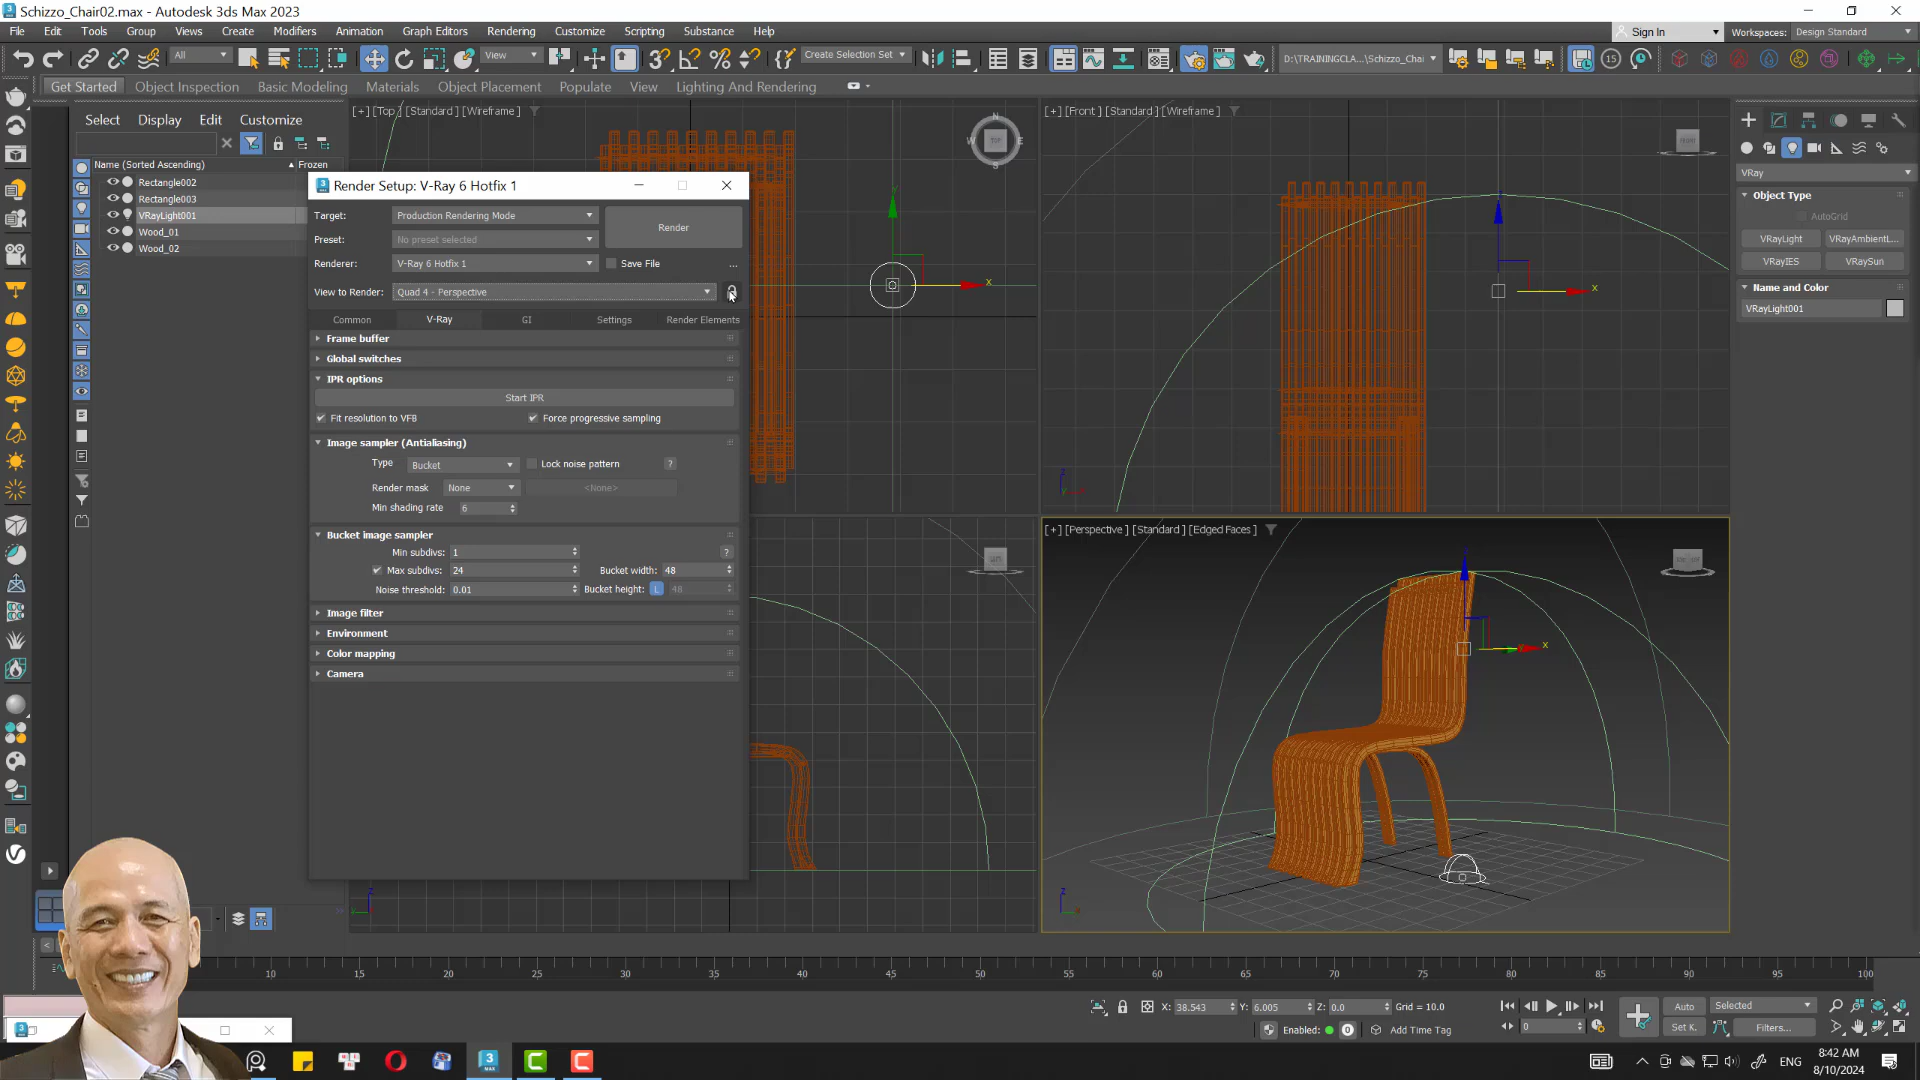 Schizzo_Chair02.max - Autodesk 3ds Max 2023
File Edit Tools Group Views Create Modifiers Animation Graph Editors Rendering Customize Scripting Substance Help
Sign In
Workspaces: Design Standard
All
View
Create Selection Set
D:\TRAININGCLA...\Schizzo_Chai
15
Get Started Object Inspection Basic Modeling Materials Object Placement Populate View Lighting And Rendering
Select Display Edit Customize
Name (Sorted Ascending) Frozen
Rectangle002
Rectangle003
VRayLight001
Wood_01
Wood_02
[+] [Top] [Standard] [Wireframe]
[+] [Front] [Standard] [Wireframe]
[+] [Perspective] [Standard] [Edged Faces]
Render Setup: V-Ray 6 Hotfix 1
Target: Production Rendering Mode
Render
Preset: No preset selected
Renderer: V-Ray 6 Hotfix 1
Save File
...
View to Render: Quad 4 - Perspective
Common V-Ray GI Settings Render Elements
Frame buffer
Global switches
IPR options
Start IPR
Fit resolution to VFB
Force progressive sampling
Image sampler (Antialiasing)
Type Bucket
Lock noise pattern
?
Render mask None
<None>
Min shading rate 6
Bucket image sampler
Min subdivs: 1
?
Max subdivs: 24
Bucket width: 48
Noise threshold: 0.01
Bucket height: L 48
Image filter
Environment
Color mapping
Camera
VRay
Object Type
AutoGrid
VRayLight VRayAmbientL...
VRayIES VRaySun
Name and Color
VRayLight001
10 15 20 25 30 35 40 45 50 55 60 65 70 75 80 85 90 95 100
X: 38.543 Y: 6.005 Z: 0.0 Grid = 10.0
Enabled: Add Time Tag
0
Auto Selected
Set K. Filters...
ENG
8:42 AM
8/10/2024